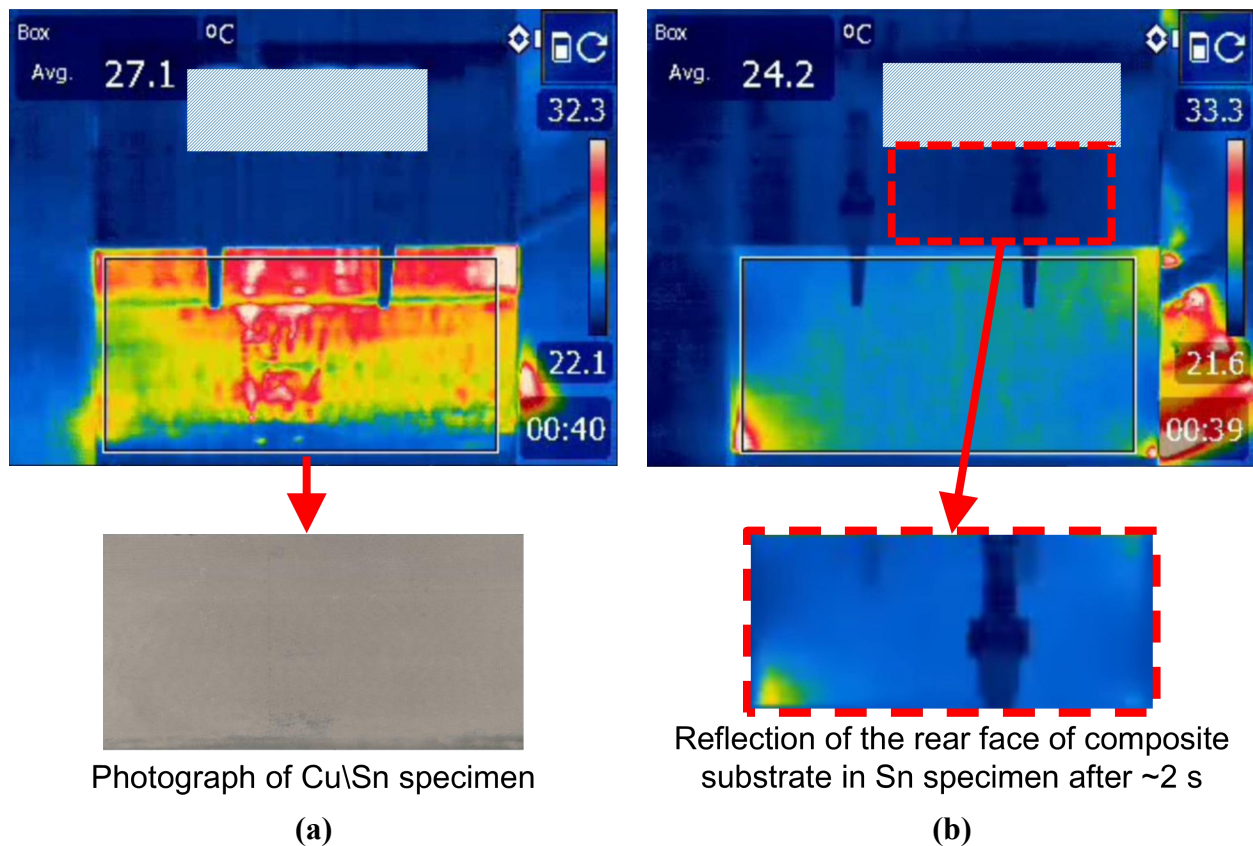 Box °C
Avg. 27.1
32.3
22.1
00:40
Box °C
Avg. 24.2
33.3
21.6
00:39
Photograph of Cu\Sn specimen
Reflection of the rear face of composite
substrate in Sn specimen after ~2 s
(a)
(b)